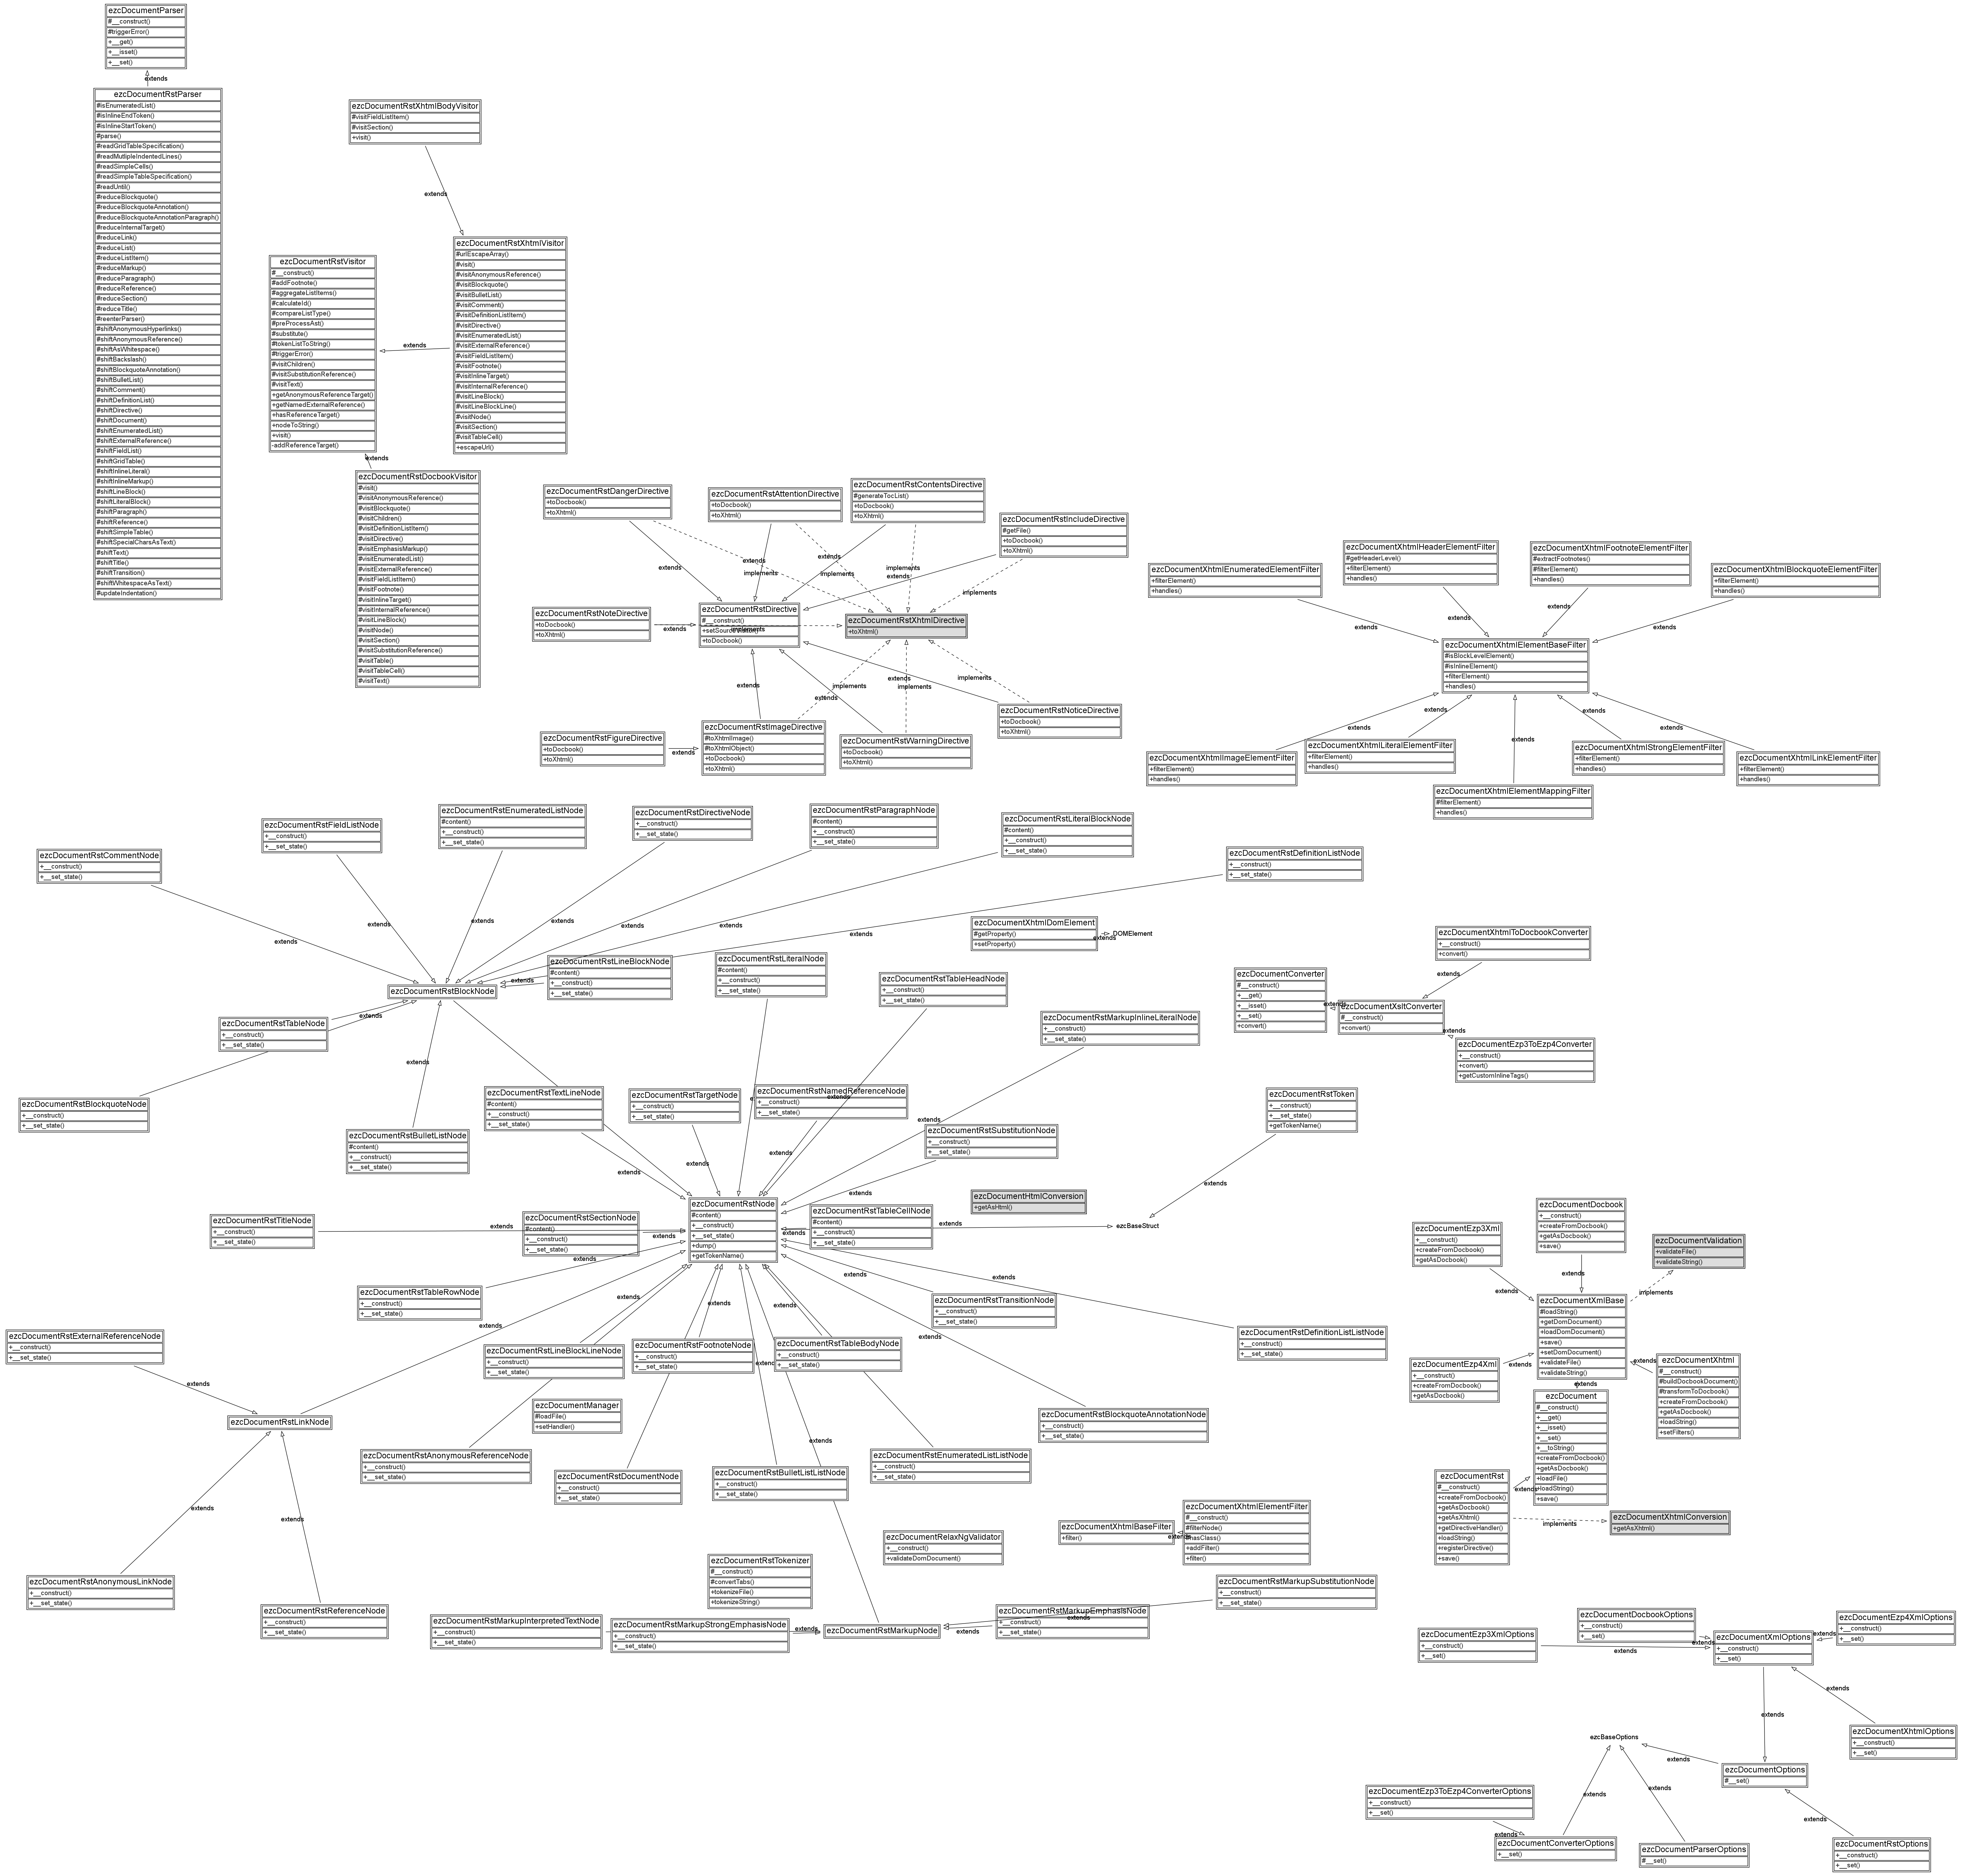 ezcDocumentParser
#__construct()
#triggerError()
+__get()
+__isset()
+__set()
extends
ezcDocumentRstParser
#isEnumeratedList()
#isInlineEndToken()
#isInlineStartToken()
#parse()
#readGridTableSpecification()
#readMutlipleIndentedLines()
#readSimpleCells()
#readSimpleTableSpecification()
#readUntil()
#reduceBlockquote()
#reduceBlockquoteAnnotation()
#reduceBlockquoteAnnotationParagraph()
#reduceInternalTarget()
#reduceLink()
#reduceList()
#reduceListItem()
#reduceMarkup()
#reduceParagraph()
#reduceReference()
#reduceSection()
#reduceTitle()
#reenterParser()
#shiftAnonymousHyperlinks()
#shiftAnonymousReference()
#shiftAsWhitespace()
#shiftBackslash()
#shiftBlockquoteAnnotation()
#shiftBulletList()
#shiftComment()
#shiftDefinitionList()
#shiftDirective()
#shiftDocument()
#shiftEnumeratedList()
#shiftExternalReference()
#shiftFieldList()
#shiftGridTable()
#shiftInlineLiteral()
#shiftInlineMarkup()
#shiftLineBlock()
#shiftLiteralBlock()
#shiftParagraph()
#shiftReference()
#shiftSimpleTable()
#shiftSpecialCharsAsText()
#shiftText()
#shiftTitle()
#shiftTransition()
#shiftWhitespaceAsText()
#updateIndentation()
ezcDocumentRstXhtmlBodyVisitor
#visitFieldListItem()
#visitSection()
+visit()
extends
ezcDocumentRstVisitor
#__construct()
#addFootnote()
#aggregateListItems()
#calculateId()
#compareListType()
#preProcessAst()
#substitute()
#tokenListToString()
#triggerError()
#visitChildren()
#visitSubstitutionReference()
#visitText()
+getAnonymousReferenceTarget()
+getNamedExternalReference()
+hasReferenceTarget()
+nodeToString()
+visit()
-addReferenceTarget()
extends
ezcDocumentRstXhtmlVisitor
#urlEscapeArray()
#visit()
#visitAnonymousReference()
#visitBlockquote()
#visitBulletList()
#visitComment()
#visitDefinitionListItem()
#visitDirective()
#visitEnumeratedList()
#visitExternalReference()
#visitFieldListItem()
#visitFootnote()
#visitInlineTarget()
#visitInternalReference()
#visitLineBlock()
#visitLineBlockLine()
#visitNode()
#visitSection()
#visitTableCell()
+escapeUrl()
extends
ezcDocumentRstDocbookVisitor
#visit()
#visitAnonymousReference()
#visitBlockquote()
#visitChildren()
#visitDefinitionListItem()
#visitDirective()
#visitEmphasisMarkup()
#visitEnumeratedList()
#visitExternalReference()
#visitFieldListItem()
#visitFootnote()
#visitInlineTarget()
#visitInternalReference()
#visitLineBlock()
#visitNode()
#visitSection()
#visitSubstitutionReference()
#visitTable()
#visitTableCell()
#visitText()
ezcDocumentRstDangerDirective
+toDocbook()
+toXhtml()
ezcDocumentRstAttentionDirective
+toDocbook()
+toXhtml()
ezcDocumentRstContentsDirective
#generateTocList()
+toDocbook()
+toXhtml()
ezcDocumentRstIncludeDirective
#getFile()
+toDocbook()
+toXhtml()
extends
extends
implements
extends
implements
implements
extends
implements
ezcDocumentRstNoteDirective
+toDocbook()
+toXhtml()
extends
implements
ezcDocumentRstDirective
#__construct()
+setSourceVisitor()
+toDocbook()
ezcDocumentRstXhtmlDirective
+toXhtml()
extends
extends
implements
implements
extends
implements
ezcDocumentRstFigureDirective
+toDocbook()
+toXhtml()
extends
ezcDocumentRstImageDirective
#toXhtmlImage()
#toXhtmlObject()
+toDocbook()
+toXhtml()
ezcDocumentRstWarningDirective
+toDocbook()
+toXhtml()
ezcDocumentRstNoticeDirective
+toDocbook()
+toXhtml()
ezcDocumentXhtmlEnumeratedElementFilter
+filterElement()
+handles()
ezcDocumentXhtmlHeaderElementFilter
#getHeaderLevel()
+filterElement()
+handles()
ezcDocumentXhtmlFootnoteElementFilter
#extractFootnotes()
#filterElement()
+handles()
ezcDocumentXhtmlBlockquoteElementFilter
+filterElement()
+handles()
extends
extends
extends
extends
ezcDocumentXhtmlElementBaseFilter
#isBlockLevelElement()
#isInlineElement()
+filterElement()
+handles()
extends
extends
extends
extends
extends
ezcDocumentXhtmlImageElementFilter
+filterElement()
+handles()
ezcDocumentXhtmlLiteralElementFilter
+filterElement()
+handles()
ezcDocumentXhtmlElementMappingFilter
#filterElement()
+handles()
ezcDocumentXhtmlStrongElementFilter
+filterElement()
+handles()
ezcDocumentXhtmlLinkElementFilter
+filterElement()
+handles()
ezcDocumentRstCommentNode
+__construct()
+__set_state()
ezcDocumentRstFieldListNode
+__construct()
+__set_state()
ezcDocumentRstEnumeratedListNode
#content()
+__construct()
+__set_state()
ezcDocumentRstDirectiveNode
+__construct()
+__set_state()
ezcDocumentRstParagraphNode
#content()
+__construct()
+__set_state()
ezcDocumentRstLiteralBlockNode
#content()
+__construct()
+__set_state()
ezcDocumentRstDefinitionListNode
+__construct()
+__set_state()
extends
extends
extends
extends
extends
extends
extends
ezcDocumentRstBlockNode
extends
ezcDocumentRstLineBlockNode
#content()
+__construct()
+__set_state()
ezcDocumentRstLiteralNode
#content()
+__construct()
+__set_state()
ezcDocumentRstTableHeadNode
+__construct()
+__set_state()
ezcDocumentRstMarkupInlineLiteralNode
+__construct()
+__set_state()
ezcDocumentXhtmlDomElement
#getProperty()
+setProperty()
extends
DOMElement
ezcDocumentConverter
#__construct()
+__get()
+__isset()
+__set()
+convert()
extends
ezcDocumentXsltConverter
#__construct()
+convert()
extends
ezcDocumentXhtmlToDocbookConverter
+__construct()
+convert()
extends
ezcDocumentEzp3ToEzp4Converter
+__construct()
+convert()
+getCustomInlineTags()
ezcDocumentRstTableNode
+__construct()
+__set_state()
extends
extends
ezcDocumentRstBlockquoteNode
+__construct()
+__set_state()
ezcDocumentRstBulletListNode
#content()
+__construct()
+__set_state()
ezcDocumentRstTextLineNode
#content()
+__construct()
+__set_state()
ezcDocumentRstTargetNode
+__construct()
+__set_state()
ezcDocumentRstNamedReferenceNode
+__construct()
+__set_state()
extends
ezcDocumentRstSubstitutionNode
+__construct()
+__set_state()
extends
extends
extends
extends
extends
ezcDocumentRstToken
+__construct()
+__set_state()
+getTokenName()
extends
ezcBaseStruct
ezcDocumentHtmlConversion
+getAsHtml()
ezcDocumentRstTitleNode
+__construct()
+__set_state()
extends
ezcDocumentRstSectionNode
#content()
+__construct()
+__set_state()
extends
ezcDocumentRstNode
#content()
+__construct()
+__set_state()
+dump()
+getTokenName()
extends
ezcDocumentRstTableCellNode
#content()
+__construct()
+__set_state()
extends
extends
extends
extends
extends
extends
extends
extends
extends
extends
ezcDocumentRstTableRowNode
+__construct()
+__set_state()
ezcDocumentRstTransitionNode
+__construct()
+__set_state()
ezcDocumentRstDefinitionListListNode
+__construct()
+__set_state()
ezcDocumentRstExternalReferenceNode
+__construct()
+__set_state()
extends
ezcDocumentRstLineBlockLineNode
+__construct()
+__set_state()
ezcDocumentRstFootnoteNode
+__construct()
+__set_state()
ezcDocumentRstTableBodyNode
+__construct()
+__set_state()
ezcDocumentManager
#loadFile()
+setHandler()
ezcDocumentRstLinkNode
ezcDocumentRstAnonymousReferenceNode
+__construct()
+__set_state()
ezcDocumentRstDocumentNode
+__construct()
+__set_state()
ezcDocumentRstBulletListListNode
+__construct()
+__set_state()
extends
ezcDocumentRstEnumeratedListListNode
+__construct()
+__set_state()
ezcDocumentRstBlockquoteAnnotationNode
+__construct()
+__set_state()
extends
extends
ezcDocumentRstAnonymousLinkNode
+__construct()
+__set_state()
ezcDocumentRstReferenceNode
+__construct()
+__set_state()
ezcDocumentRstTokenizer
#__construct()
#convertTabs()
+tokenizeFile()
+tokenizeString()
ezcDocumentRelaxNgValidator
+__construct()
+validateDomDocument()
ezcDocumentXhtmlBaseFilter
+filter()
extends
ezcDocumentXhtmlElementFilter
#__construct()
#filterNode()
#hasClass()
+addFilter()
+filter()
ezcDocumentRstMarkupInterpretedTextNode
+__construct()
+__set_state()
ezcDocumentRstMarkupStrongEmphasisNode
+__construct()
+__set_state()
extends
ezcDocumentRstMarkupNode
extends
ezcDocumentRstMarkupEmphasisNode
+__construct()
+__set_state()
extends
ezcDocumentRstMarkupSubstitutionNode
+__construct()
+__set_state()
ezcDocumentEzp3Xml
+__construct()
+createFromDocbook()
+getAsDocbook()
ezcDocumentDocbook
+__construct()
+createFromDocbook()
+getAsDocbook()
+save()
ezcDocumentValidation
+validateFile()
+validateString()
extends
extends
implements
ezcDocumentXmlBase
#loadString()
+getDomDocument()
+loadDomDocument()
+save()
+setDomDocument()
+validateFile()
+validateString()
ezcDocumentEzp4Xml
+__construct()
+createFromDocbook()
+getAsDocbook()
extends
extends
extends
ezcDocumentXhtml
#__construct()
#buildDocbookDocument()
#transformToDocbook()
+createFromDocbook()
+getAsDocbook()
+loadString()
+setFilters()
ezcDocument
#__construct()
+__get()
+__isset()
+__set()
+__toString()
+createFromDocbook()
+getAsDocbook()
+loadFile()
+loadString()
+save()
ezcDocumentRst
#__construct()
+createFromDocbook()
+getAsDocbook()
+getAsXhtml()
+getDirectiveHandler()
+loadString()
+registerDirective()
+save()
extends
implements
ezcDocumentXhtmlConversion
+getAsXhtml()
ezcDocumentEzp3XmlOptions
+__construct()
+__set()
ezcDocumentDocbookOptions
+__construct()
+__set()
ezcDocumentEzp4XmlOptions
+__construct()
+__set()
extends
extends
extends
ezcDocumentXmlOptions
+__construct()
+__set()
extends
extends
ezcDocumentXhtmlOptions
+__construct()
+__set()
ezcBaseOptions
extends
ezcDocumentOptions
#__set()
extends
extends
extends
ezcDocumentEzp3ToEzp4ConverterOptions
+__construct()
+__set()
extends
ezcDocumentConverterOptions
+__set()
ezcDocumentParserOptions
#__set()
ezcDocumentRstOptions
+__construct()
+__set()